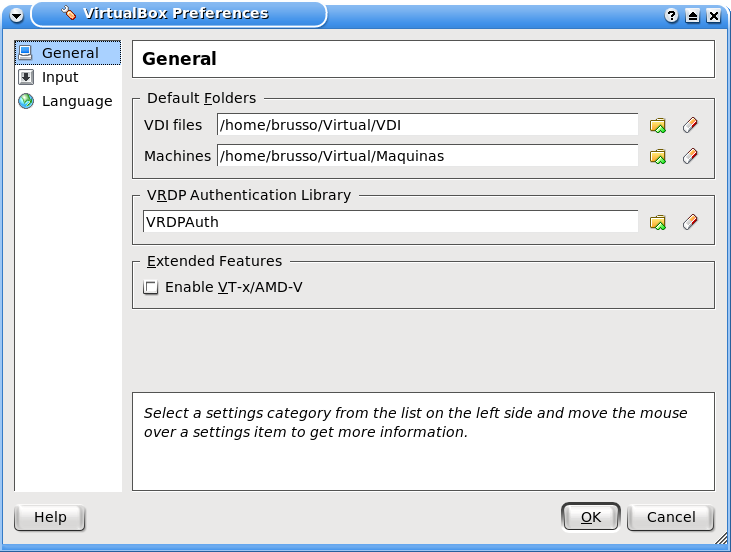 VirtualBox Preferences
General
Input
Language
General
Default Folders
VDI files /home/brusso/Virtual/VDI
Machines /home/brusso/Virtual/Maquinas
VRDP Authentication Library
VRDPAuth
Extended Features
Enable VT-x/AMD-V
Select a settings category from the list on the left side and move the mouse
over a settings item to get more information.
Help OK Cancel